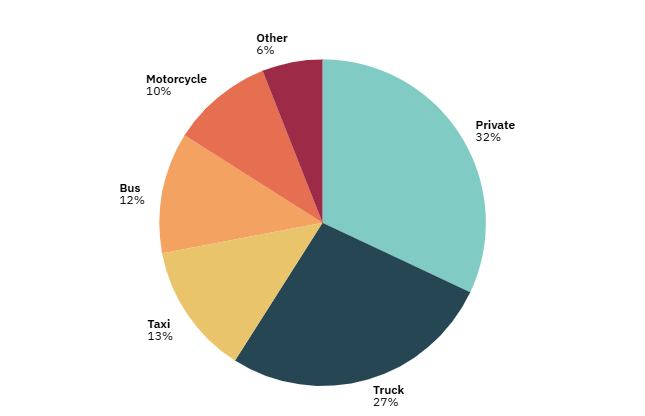 Other
6%
Motorcycle
10%
Private
32%
Bus
12%
Taxi
13%
Truck
27%